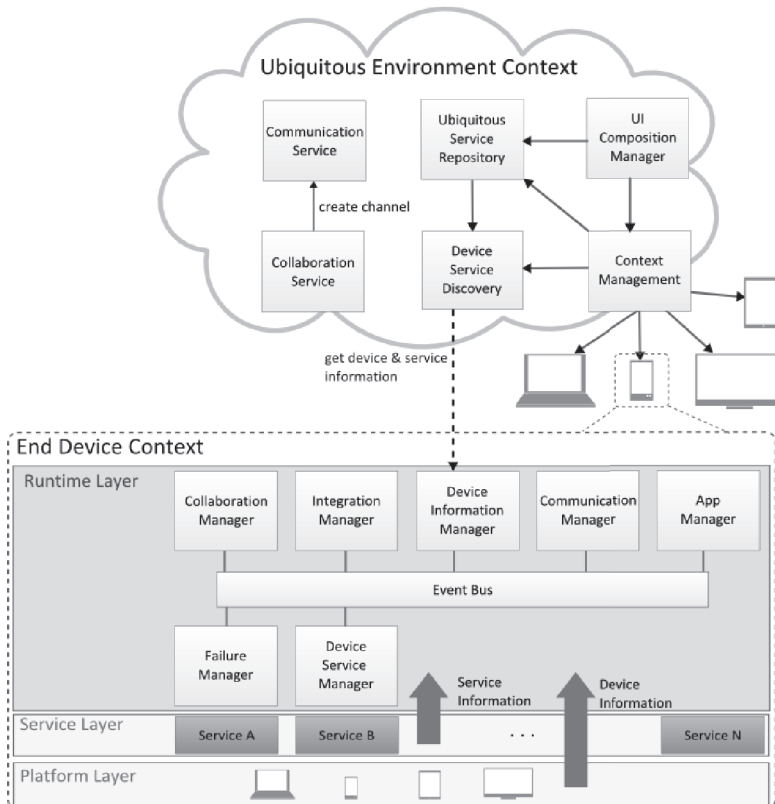 Ubiquitous Environment Context
Communication
Service
Ubiquitous
Service
Repository
UI
Composition
Manager
create channel
Collaboration
Service
Device
Service
Discovery
Context
Management
get device & service
information
End Device Context
Runtime Layer
Collaboration
Manager
Integration
Manager
Device
Information
Manager
Communication
Manager
App
Manager
Event Bus
Failure
Manager
Device
Service
Manager
Service
Information
Device
Information
Service Layer
Service A
Service B
. . .
Service N
Platform Layer